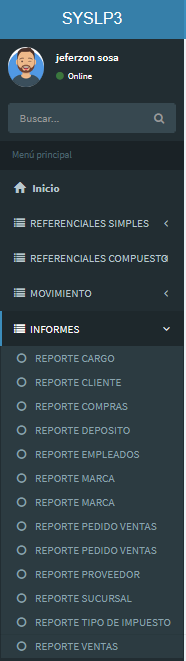 SYSLP3
jeferzon sosa
Online
Buscar...
Menú principal
Inicio
REFERENCIALES SIMPLES
REFERENCIALES COMPUESTO
MOVIMIENTO
INFORMES
REPORTE CARGO
REPORTE CLIENTE
REPORTE COMPRAS
REPORTE DEPOSITO
REPORTE EMPLEADOS
REPORTE MARCA
REPORTE MARCA
REPORTE PEDIDO VENTAS
REPORTE PEDIDO VENTAS
REPORTE PROVEEDOR
REPORTE SUCURSAL
REPORTE TIPO DE IMPUESTO
REPORTE VENTAS